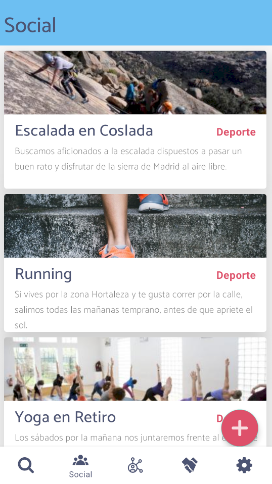 Social
Escalada en Coslada
Deporte
Buscamos aficionados a la escalada dispuestos a pasar un
buen rato y disfrutar de la sierra de Madrid al aire libre.
Running
Deporte
Si vives por la zona Hortaleza y te gusta correr por la calle,
salimos todas las mañanas temprano, antes de que apriete el
sol.
Yoga en Retiro
Los sábados por la mañana nos juntaremos frente al
Social